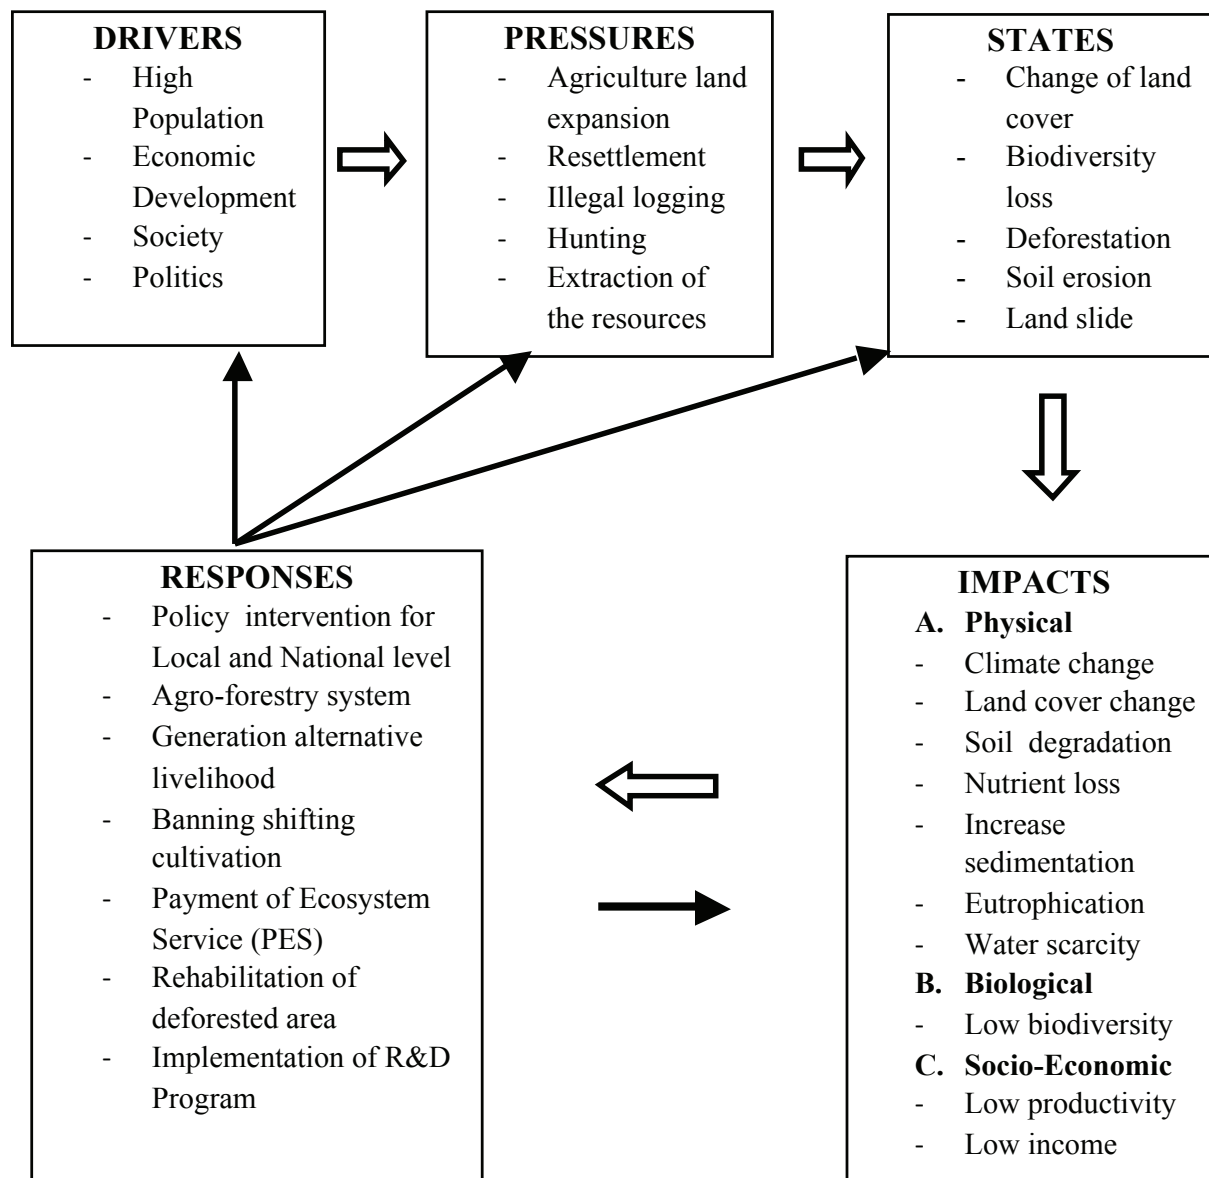 DRIVERS
- High
Population
- Economic
Development
- Society
- Politics
PRESSURES
- Agriculture land
expansion
- Resettlement
- Illegal logging
- Hunting
- Extraction of
the resources
STATES
- Change of land
cover
- Biodiversity
loss
- Deforestation
- Soil erosion
- Land slide
RESPONSES
- Policy intervention for
Local and National level
- Agro-forestry system
- Generation alternative
livelihood
- Banning shifting
cultivation
- Payment of Ecosystem
Service (PES)
- Rehabilitation of
deforested area
- Implementation of R&D
Program
IMPACTS
A. Physical
- Climate change
- Land cover change
- Soil degradation
- Nutrient loss
- Increase
sedimentation
- Eutrophication
- Water scarcity
B. Biological
- Low biodiversity
C. Socio-Economic
- Low productivity
- Low income